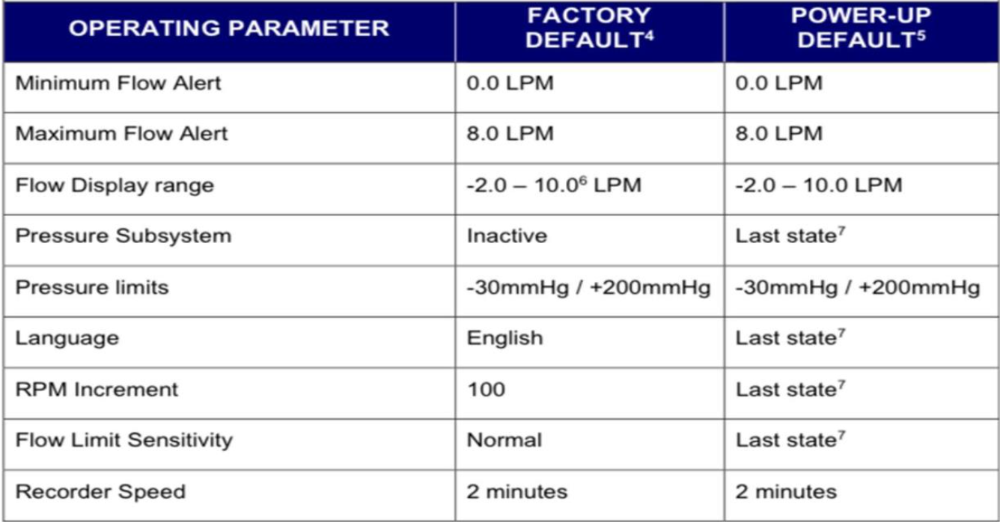 OPERATING PARAMETER FACTORY DEFAULT⁴ POWER-UP DEFAULT⁵
Minimum Flow Alert 0.0 LPM 0.0 LPM
Maximum Flow Alert 8.0 LPM 8.0 LPM
Flow Display range -2.0 – 10.0⁶ LPM -2.0 – 10.0 LPM
Pressure Subsystem Inactive Last state⁷
Pressure limits -30mmHg / +200mmHg -30mmHg / +200mmHg
Language English Last state⁷
RPM Increment 100 Last state⁷
Flow Limit Sensitivity Normal Last state⁷
Recorder Speed 2 minutes 2 minutes